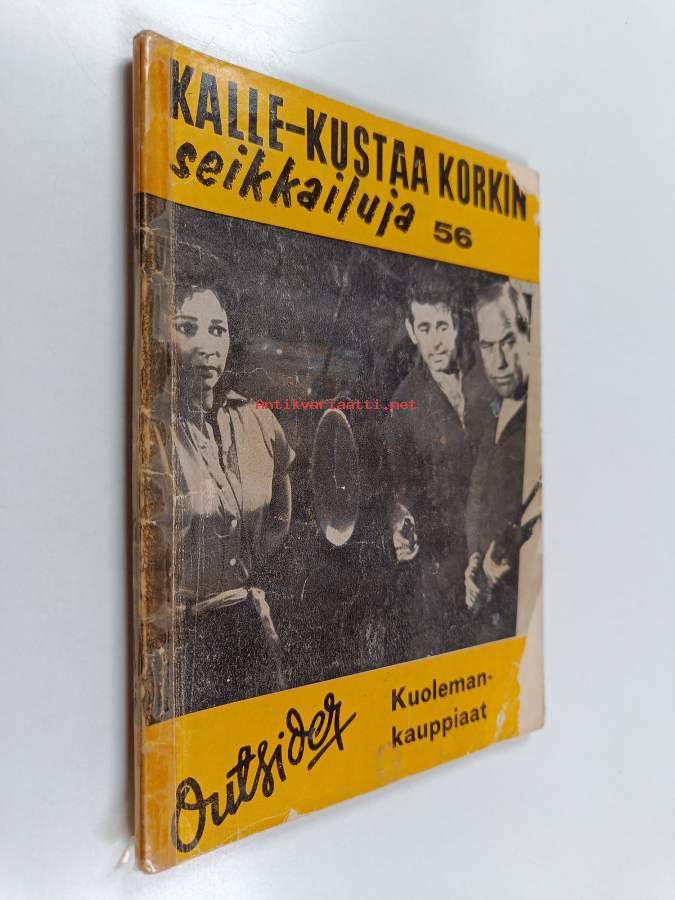 KALLE-KUSTAA KORKIN
seikkailuja 56
Antikvariaatti.net
Outsider
Kuoleman-
kauppiaat